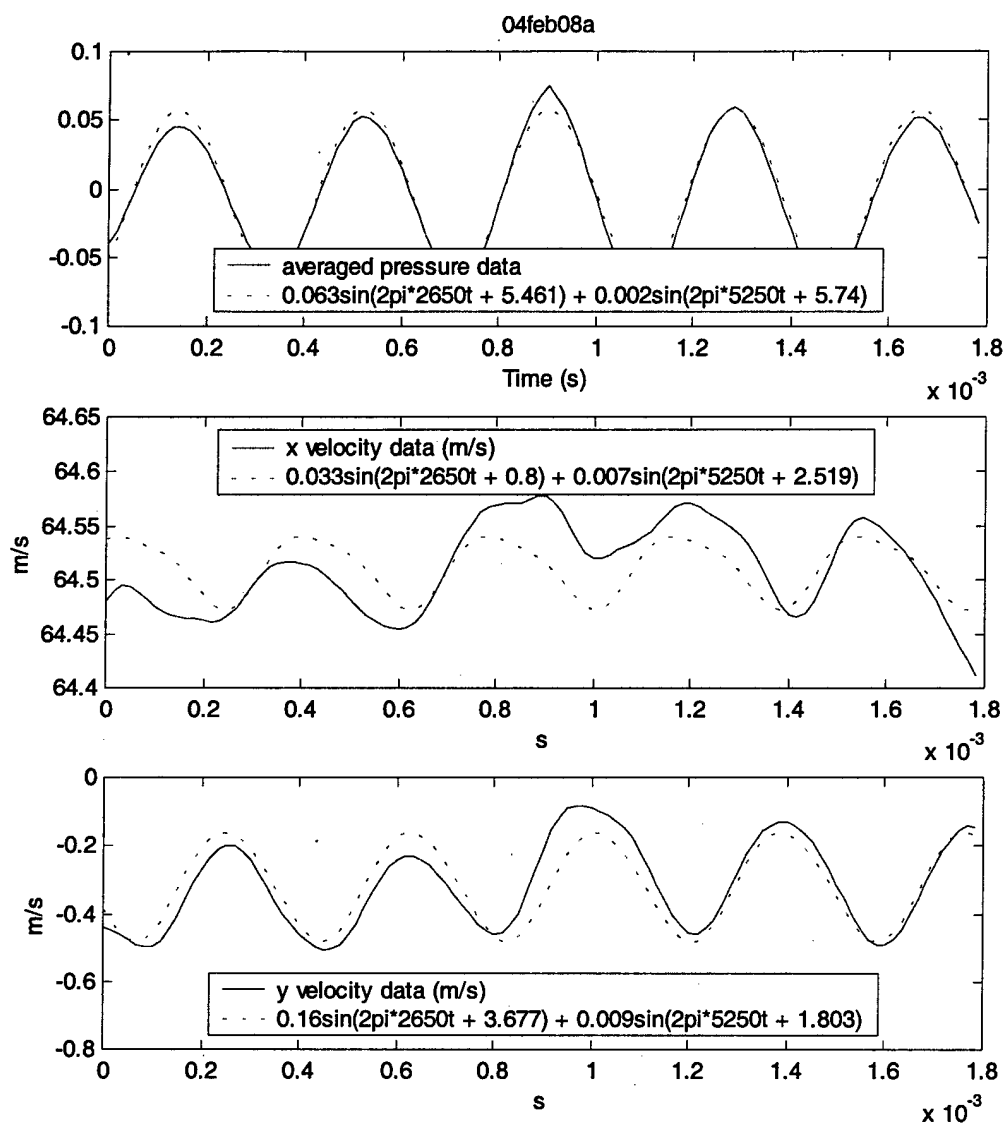 04feb08a
0.1
0.05
0
-0.05
-0.1
averaged pressure data
0.063sin(2pi*2650t + 5.461) + 0.002sin(2pi*5250t + 5.74)
0 0.2 0.4 0.6 0.8 1 1.2 1.4 1.6 1.8
Time (s)
x 10-3
64.65
64.6
64.55
64.5
64.45
64.4
m/s
x velocity data (m/s)
0.033sin(2pi*2650t + 0.8) + 0.007sin(2pi*5250t + 2.519)
0 0.2 0.4 0.6 0.8 1 1.2 1.4 1.6 1.8
s
x 10-3
0
-0.2
-0.4
-0.6
-0.8
m/s
y velocity data (m/s)
0.16sin(2pi*2650t + 3.677) + 0.009sin(2pi*5250t + 1.803)
0 0.2 0.4 0.6 0.8 1 1.2 1.4 1.6 1.8
s
x 10-3